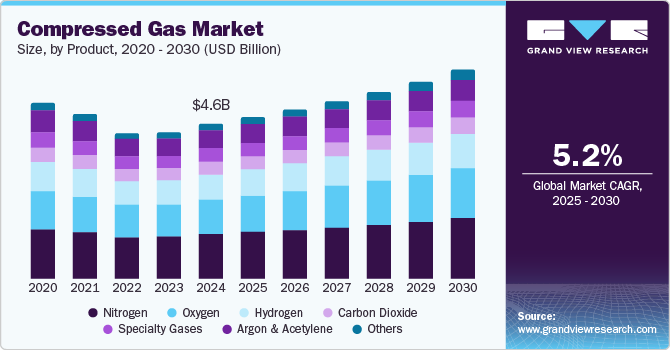 Compressed Gas Market
Size, by Product, 2020 - 2030 (USD Billion)
$4.6B
2020 2021 2022 2023 2024 2025 2026 2027 2028 2029 2030
Nitrogen Oxygen Hydrogen Carbon Dioxide
Specialty Gases Argon & Acetylene Others
GRAND VIEW RESEARCH
5.2%
Global Market CAGR,
2025 - 2030
Source:
www.grandviewresearch.com